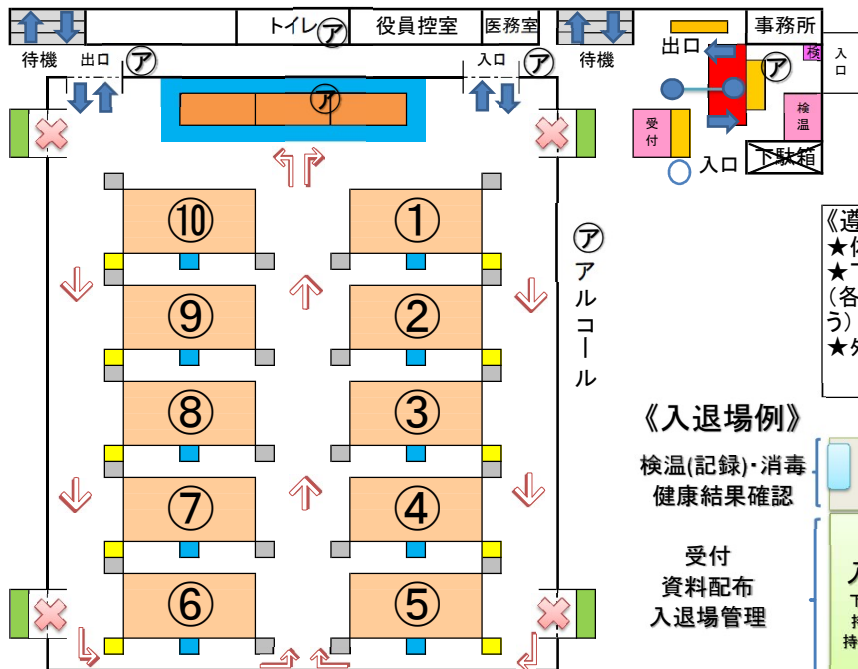 トイレ
ア
役員控室
医務室
事務所
待機
出口
ア
入口
ア
待機
出口
検
入口
ア
ア
受付
検温
入口
下駄箱
⑩
①
⑨
②
⑧
③
⑦
④
⑥
⑤
アアルコール
《遵
★
★
(各
う)
★
《入退場例》
検温(記録)・消毒
健康結果確認
受付
資料配布
入退場管理